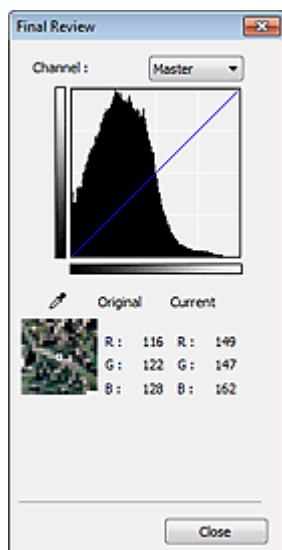 Final Review
Channel : Master
Original Current
R : 116 R : 149
G : 122 G : 147
B : 128 B : 162
Close